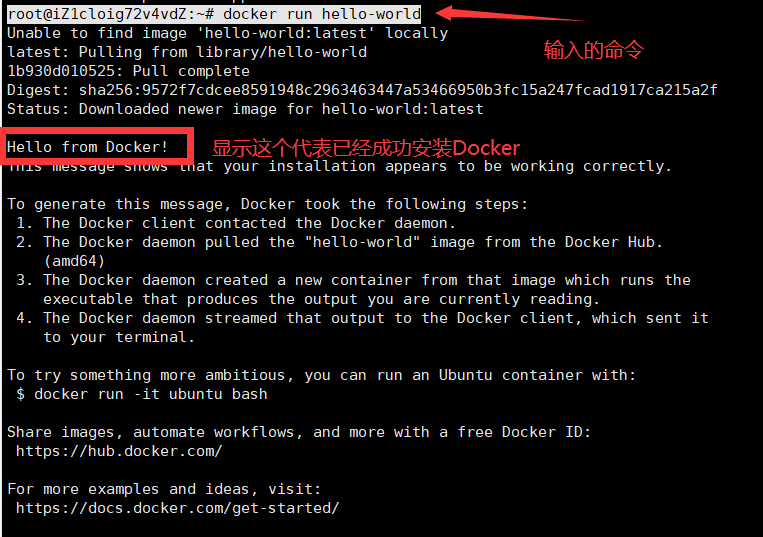 root@iZ1cloig72v4vdZ:~# docker run hello-world
Unable to find image 'hello-world:latest' locally
输入的命令
latest: Pulling from library/hello-world
1b930d010525: Pull complete
Digest: sha256:9572f7cdcee8591948c2963463447a53466950b3fc15a247fcad1917ca215a2f
Status: Downloaded newer image for hello-world:latest
Hello from Docker!
显示这个代表已经成功安装Docker
This message shows that your installation appears to be working correctly.
To generate this message, Docker took the following steps:
1. The Docker client contacted the Docker daemon.
2. The Docker daemon pulled the "hello-world" image from the Docker Hub.
(amd64)
3. The Docker daemon created a new container from that image which runs the
executable that produces the output you are currently reading.
4. The Docker daemon streamed that output to the Docker client, which sent it
to your terminal.
To try something more ambitious, you can run an Ubuntu container with:
$ docker run -it ubuntu bash
Share images, automate workflows, and more with a free Docker ID:
https://hub.docker.com/
For more examples and ideas, visit:
https://docs.docker.com/get-started/